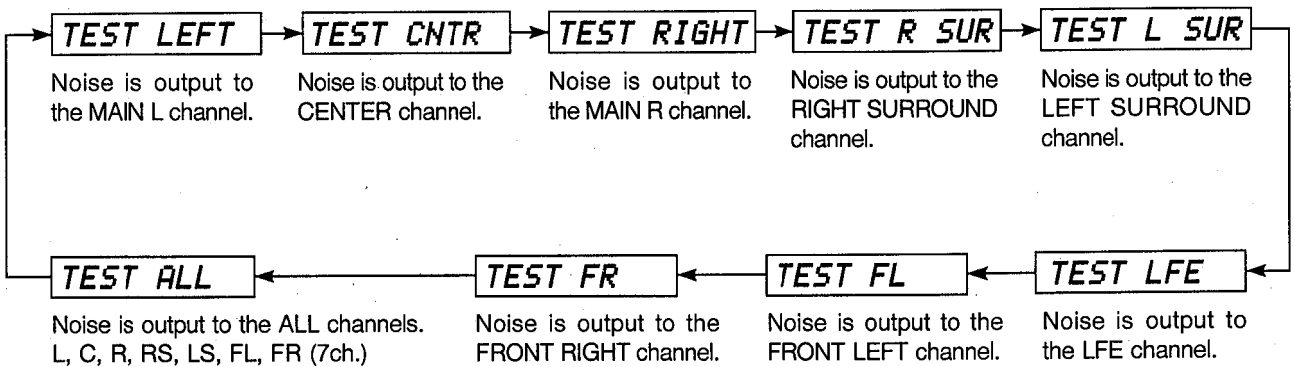 TEST LEFT
Noise is output to
the MAIN L channel.
TEST CNTR
Noise is output to the
CENTER channel.
TEST RIGHT
Noise is output to
the MAIN R channel.
TEST R SUR
Noise is output to the
RIGHT SURROUND
channel.
TEST L SUR
Noise is output to the
LEFT SURROUND
channel.
TEST LFE
Noise is output to
the LFE channel.
TEST FL
Noise is output to the
FRONT LEFT channel.
TEST FR
Noise is output to the
FRONT RIGHT channel.
TEST ALL
Noise is output to the ALL channels.
L, C, R, RS, LS, FL, FR (7ch.)